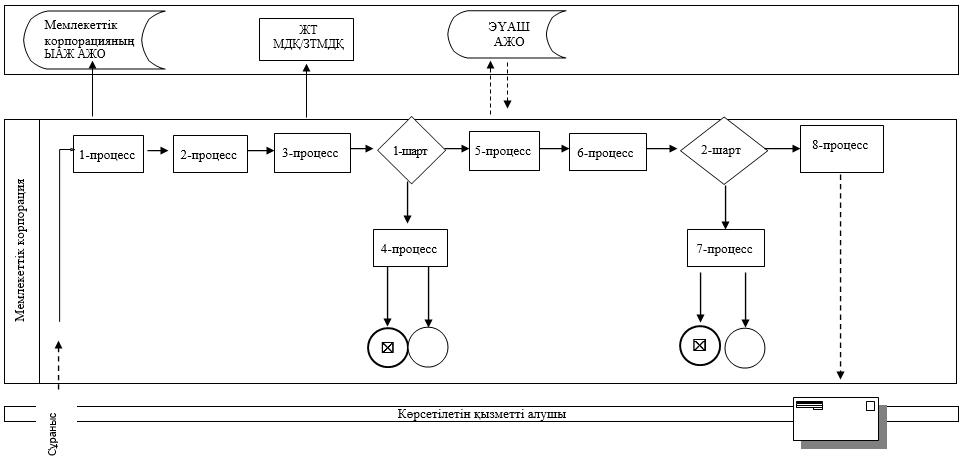 Мемлекеттік
корпорацияның
ЫАЖ АЖО
ЖТ
МДҚ/ЗТМДҚ
ЭҮАШ
АЖО
Мемлекеттік корпорация
1-процесс
2-процесс
3-процесс
1-шарт
5-процесс
6-процесс
2-шарт
8-процесс
4-процесс
7-процесс
Сұраныс
Көрсетілетін қызметті алушы